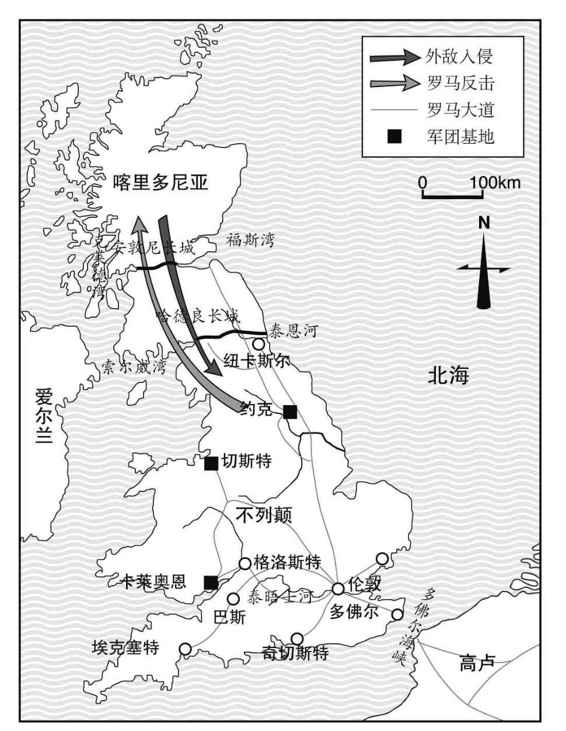 外敌入侵
罗马反击
罗马大道
军团基地
0 100km
N
喀里多尼亚
福斯湾
安敦尼长城
克莱德湾
哈德良长城
泰恩河
纽卡斯尔
索尔威湾
北海
爱尔兰
约克
切斯特
不列颠
格洛斯特
卡莱奥恩
伦敦
泰晤士河
巴斯
多佛尔
多佛尔海峡
埃克塞特
奇切斯特
高卢